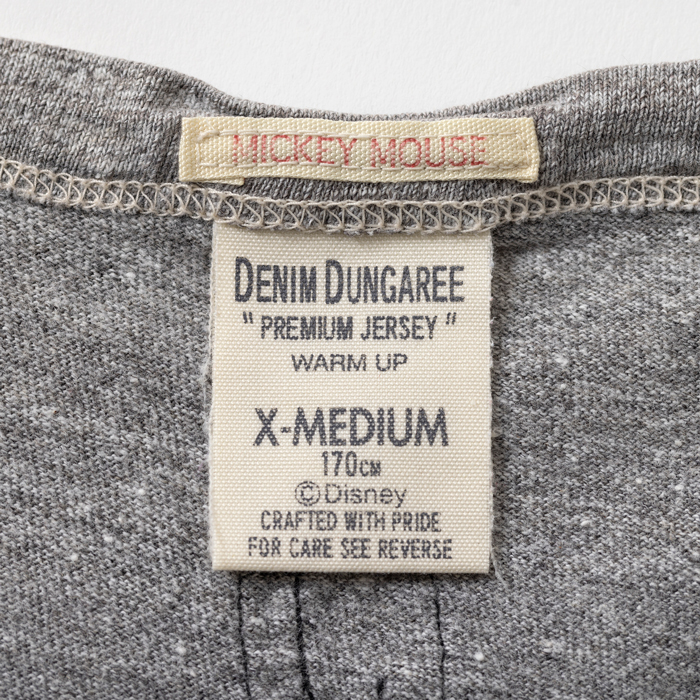 MICKEY MOUSE
DENIM DUNGAREE
" PREMIUM JERSEY "
WARM UP
X-MEDIUM
170CM
©Disney
CRAFTED WITH PRIDE
FOR CARE SEE REVERSE